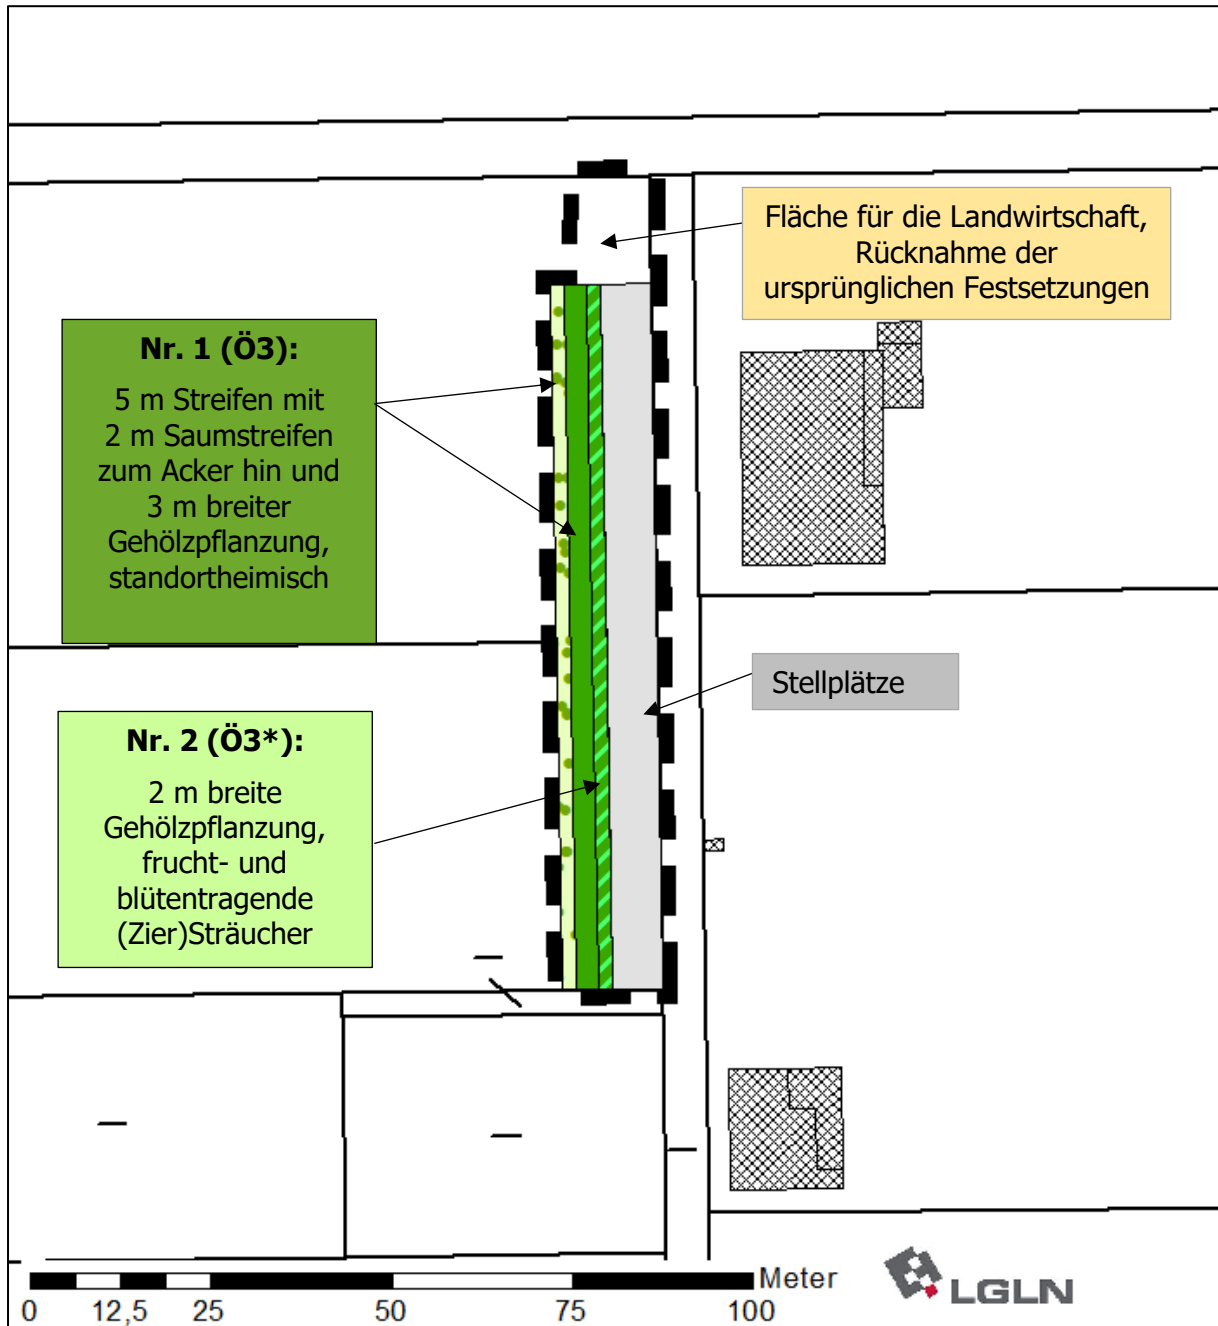 Fläche für die Landwirtschaft,
Rücknahme der
ursprünglichen Festsetzungen
Nr. 1 (Ö3):
5 m Streifen mit
2 m Saumstreifen
zum Acker hin und
3 m breiter
Gehölzpflanzung,
standortheimisch
Stellplätze
Nr. 2 (Ö3*):
2 m breite
Gehölzpflanzung,
frucht- und
blütentragende
(Zier)Sträucher
Meter
0 12,5 25 50 75 100
LGLN